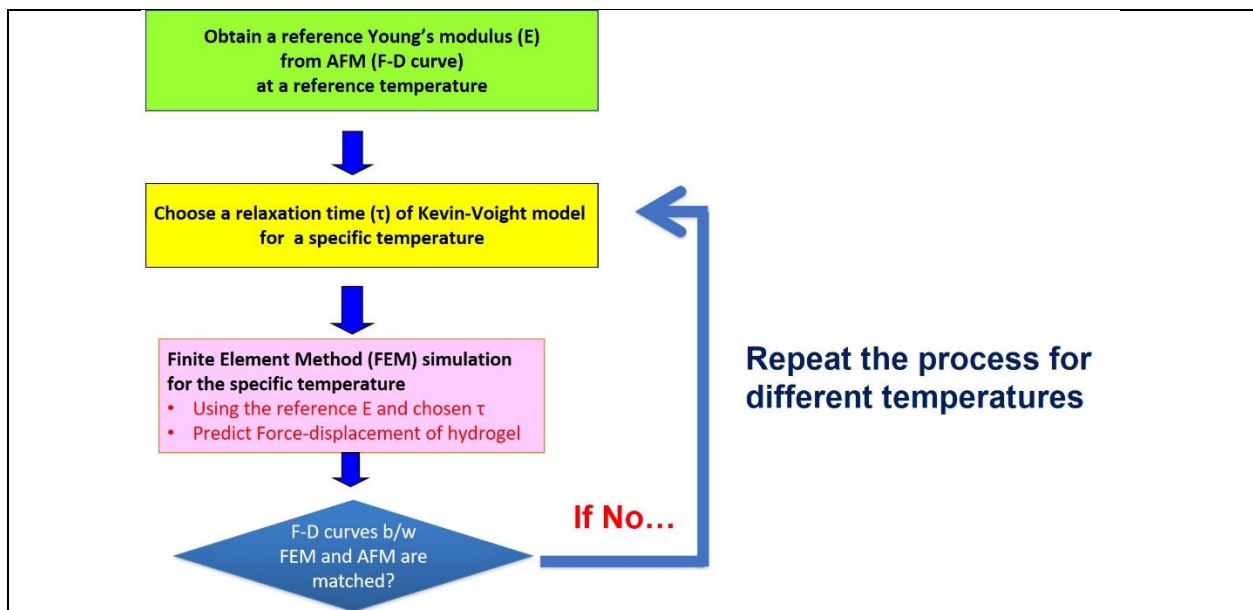 Obtain a reference Young's modulus (E)
from AFM (F-D curve)
at a reference temperature
Choose a relaxation time (τ) of Kevin-Voight model
for a specific temperature
Finite Element Method (FEM) simulation
for the specific temperature
• Using the reference E and chosen τ
• Predict Force-displacement of hydrogel
Repeat the process for
different temperatures
If No...
F-D curves b/w
FEM and AFM are
matched?